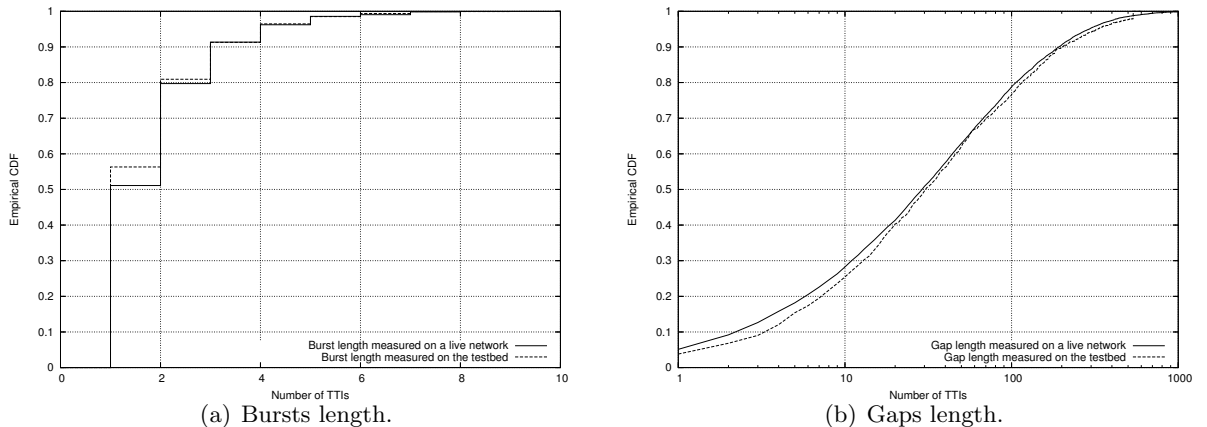 1
0.9
0.8
0.7
0.6
0.5
0.4
0.3
0.2
0.1
0
Empirical CDF
Burst length measured on a live network
Burst length measured on the testbed
0 2 4 6 8 10
Number of TTIs
(a) Bursts length.
1
0.9
0.8
0.7
0.6
0.5
0.4
0.3
0.2
0.1
0
Empirical CDF
Gap length measured on a live network
Gap length measured on the testbed
1 10 100 1000
Number of TTIs
(b) Gaps length.